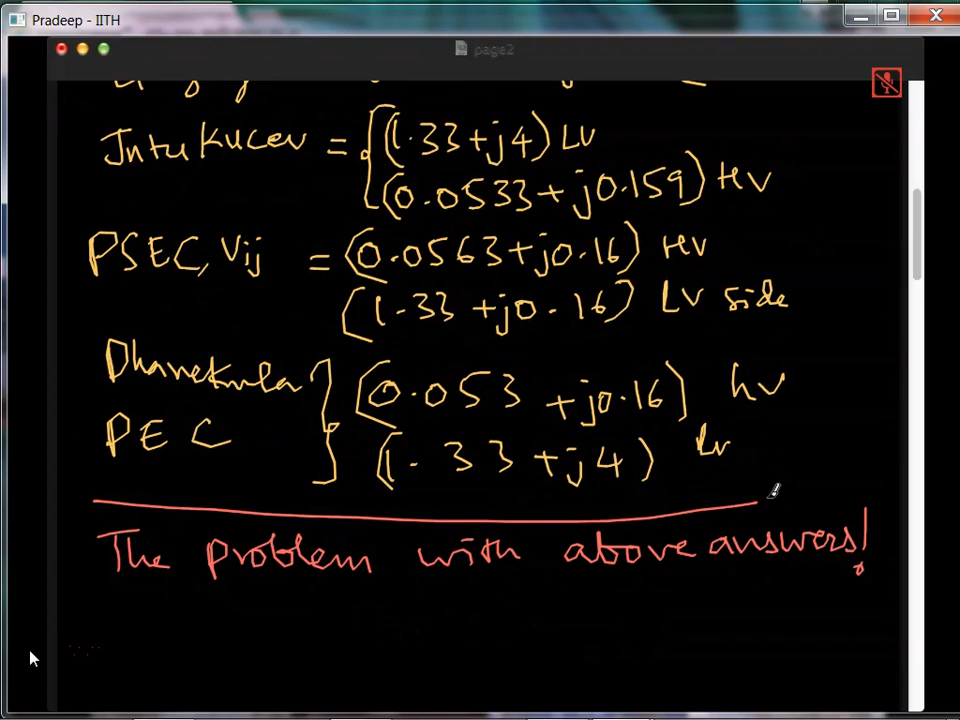 Pradeep - IITH
page2
Jntu Kucev = (1.33+j4) LV
(0.0533+j0.159) HV
PSEC, Vij = (0.0563+j0.16) HV
(1.33+j0.16) LV side
Dhanekula (0.053+j0.16) hv
PEC (1.33+j4) Lv
The problem with above answers!